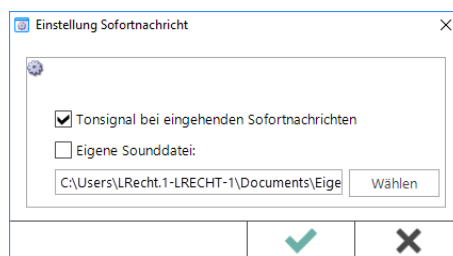 Einstellung Sofortnachricht
Tonsignal bei eingehenden Sofortnachrichten
Eigene Sounddatei:
C:\Users\LRecht.1-LRECHT-1\Documents\Eige
Wählen